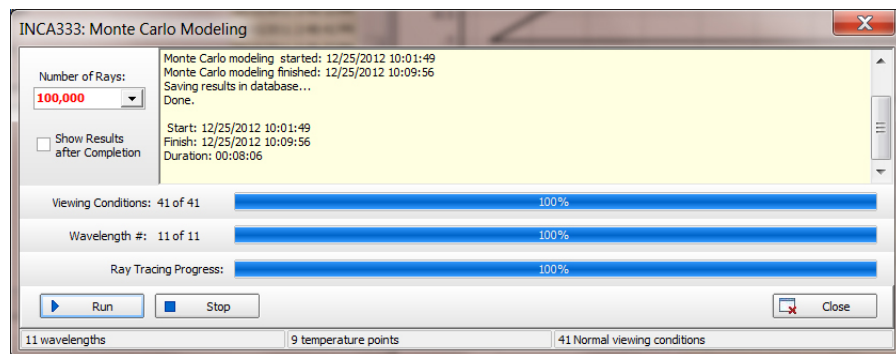 INCA333: Monte Carlo Modeling
Number of Rays:
100,000
Show Results
after Completion
Monte Carlo modeling started: 12/25/2012 10:01:49
Monte Carlo modeling finished: 12/25/2012 10:09:56
Saving results in database...
Done.
Start: 12/25/2012 10:01:49
Finish: 12/25/2012 10:09:56
Duration: 00:08:06
Viewing Conditions: 41 of 41 100%
Wavelength #: 11 of 11 100%
Ray Tracing Progress: 100%
Run Stop Close
11 wavelengths 9 temperature points 41 Normal viewing conditions